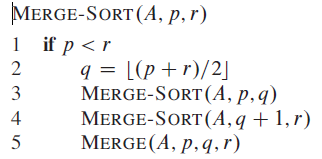 MERGE-SORT(A, p, r)
1 if p < r
2 q = ⌊(p + r)/2⌋
3 MERGE-SORT(A, p, q)
4 MERGE-SORT(A, q + 1, r)
5 MERGE(A, p, q, r)